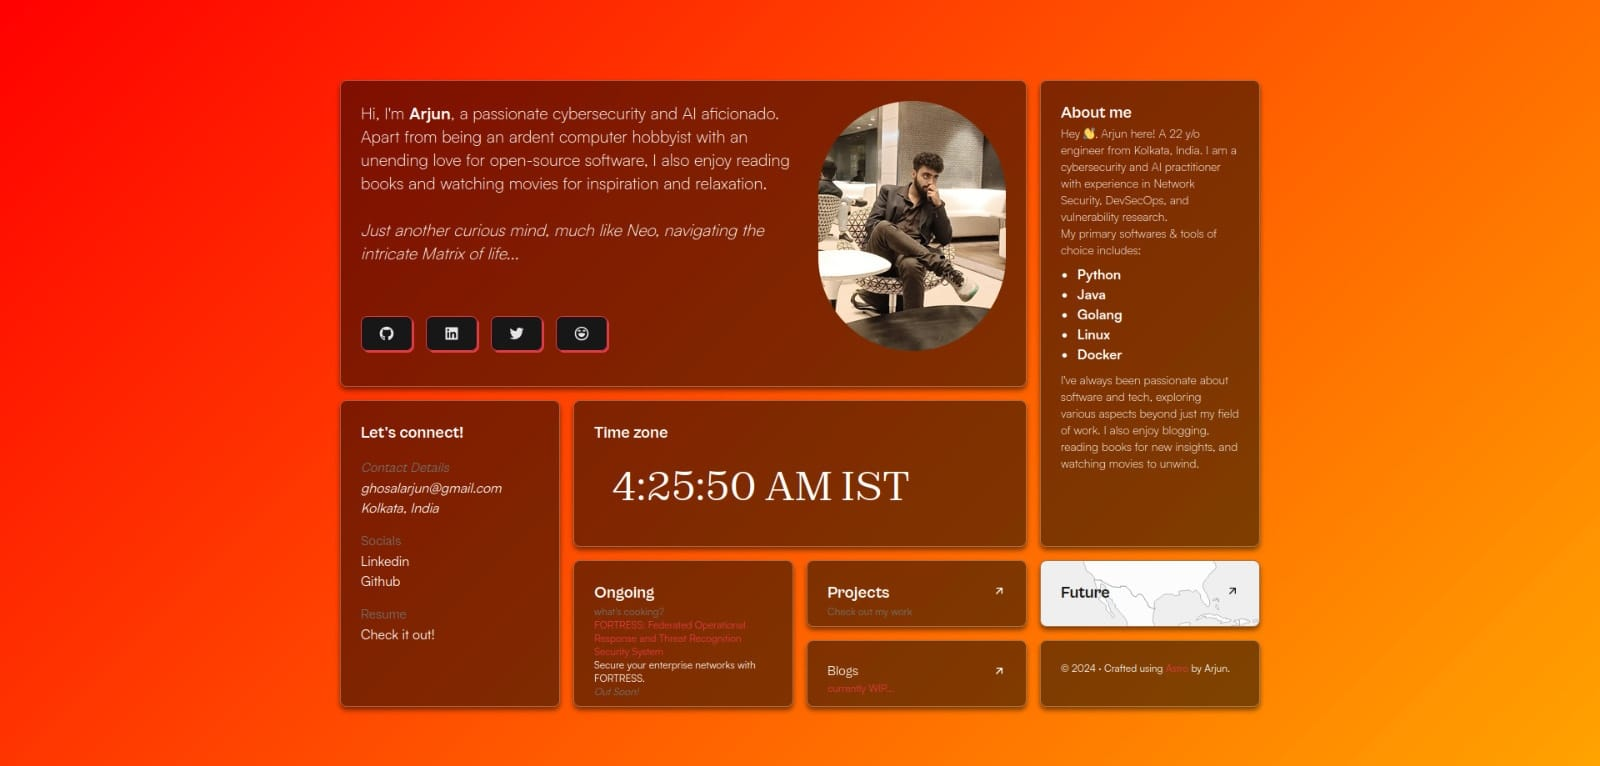 Hi, I'm Arjun, a passionate cybersecurity and AI aficionado.
Apart from being an ardent computer hobbyist with an
unending love for open-source software, I also enjoy reading
books and watching movies for inspiration and relaxation.
Just another curious mind, much like Neo, navigating the
intricate Matrix of life...
About me
Hey 👋, Arjun here! A 22 y/o
engineer from Kolkata, India. I am a
cybersecurity and AI practitioner
with experience in Network
Security, DevSecOps, and
vulnerability research.
My primary softwares & tools of
choice includes:
• Python
• Java
• Golang
• Linux
• Docker
I've always been passionate about
software and tech, exploring
various aspects beyond just my field
of work. I also enjoy blogging,
reading books for new insights, and
watching movies to unwind.
Let's connect!
Contact Details
ghosalarjun@gmail.com
Kolkata, India
Socials
Linkedin
Github
Resume
Check it out!
Time zone
4:25:50 AM IST
Ongoing
what's cooking?
FORTRESS: Federated Operational
Response and Threat Recognition
Security System
Secure your enterprise networks with
FORTRESS.
Out Soon!
Projects
Check out my work
Blogs
currently WIP...
Future
© 2024 · Crafted using Astro by Arjun.